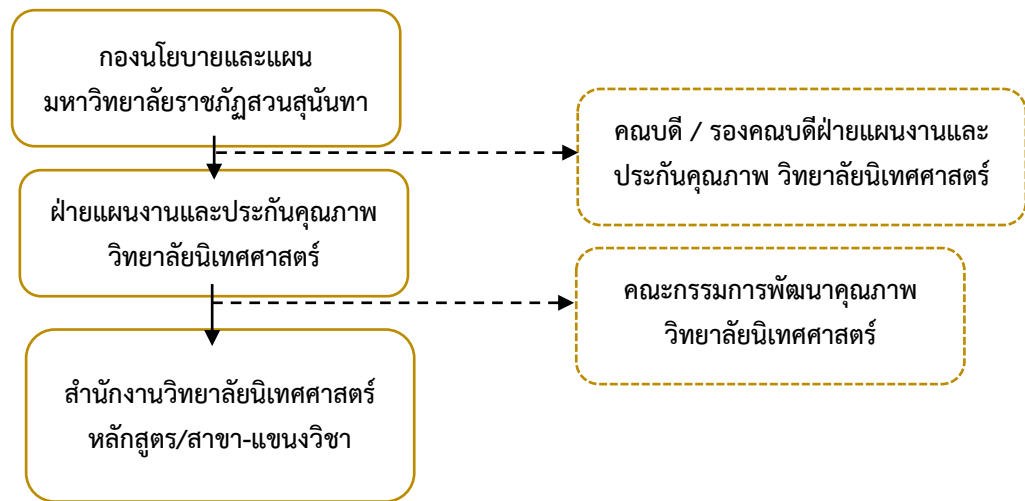 กองนโยบายและแผน
มหาวิทยาลัยราชภัฏสวนสุนันทา
คณบดี / รองคณบดีฝ่ายแผนงานและ
ประกันคุณภาพ วิทยาลัยนิเทศศาสตร์
ฝ่ายแผนงานและประกันคุณภาพ
วิทยาลัยนิเทศศาสตร์
คณะกรรมการพัฒนาคุณภาพ
วิทยาลัยนิเทศศาสตร์
สำนักงานวิทยาลัยนิเทศศาสตร์
หลักสูตร/สาขา-แขนงวิชา